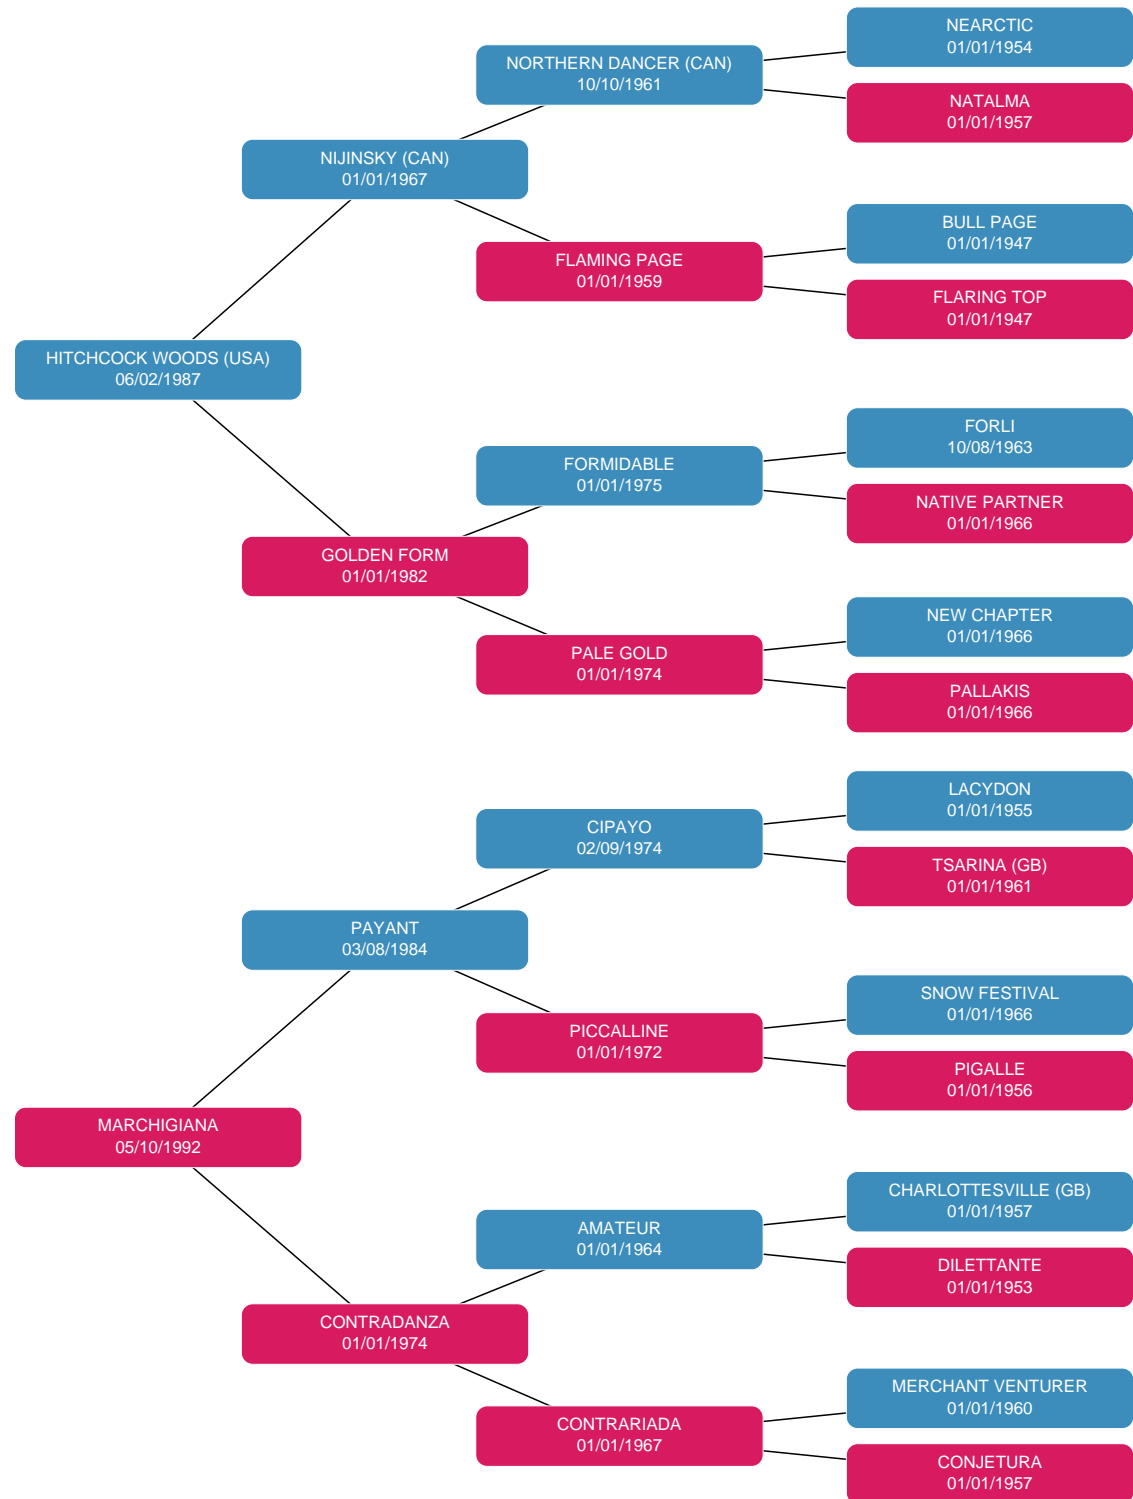 NEARCTIC
01/01/1954
NORTHERN DANCER (CAN)
10/10/1961
NATALMA
01/01/1957
NIJINSKY (CAN)
01/01/1967
BULL PAGE
01/01/1947
FLAMING PAGE
01/01/1959
FLARING TOP
01/01/1947
HITCHCOCK WOODS (USA)
06/02/1987
FORLI
10/08/1963
FORMIDABLE
01/01/1975
NATIVE PARTNER
01/01/1966
GOLDEN FORM
01/01/1982
NEW CHAPTER
01/01/1966
PALE GOLD
01/01/1974
PALLAKIS
01/01/1966
LACYDON
01/01/1955
CIPAYO
02/09/1974
TSARINA (GB)
01/01/1961
PAYANT
03/08/1984
SNOW FESTIVAL
01/01/1966
PICCALLINE
01/01/1972
PIGALLE
01/01/1956
MARCHIGIANA
05/10/1992
CHARLOTTESVILLE (GB)
01/01/1957
AMATEUR
01/01/1964
DILETTANTE
01/01/1953
CONTRADANZA
01/01/1974
MERCHANT VENTURER
01/01/1960
CONTRARIADA
01/01/1967
CONJETURA
01/01/1957